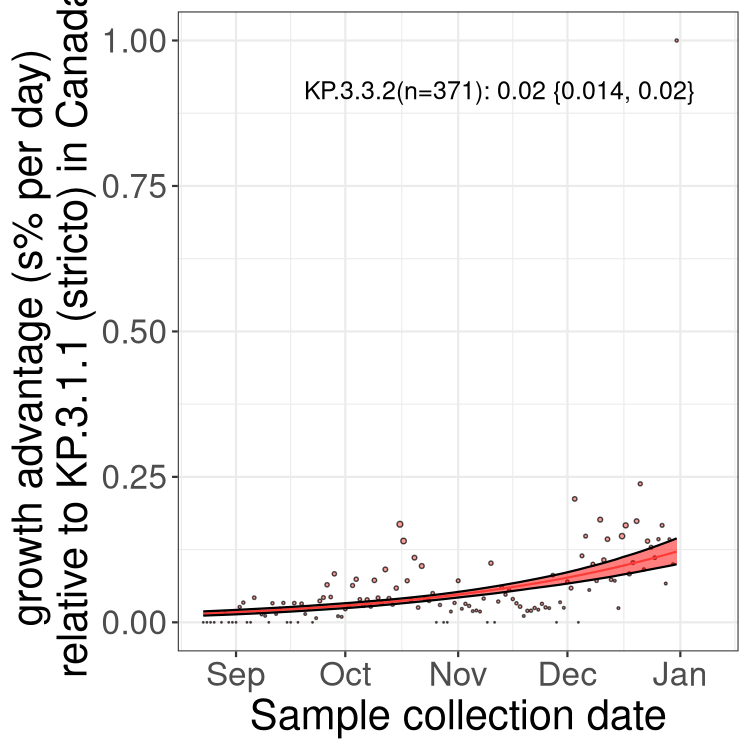 growth advantage (s% per day)
relative to KP.3.1.1 (stricto) in Canada
1.00
KP.3.3.2(n=371): 0.02 {0.014, 0.02}
0.75
0.50
0.25
0.00
Sep Oct Nov Dec Jan
Sample collection date